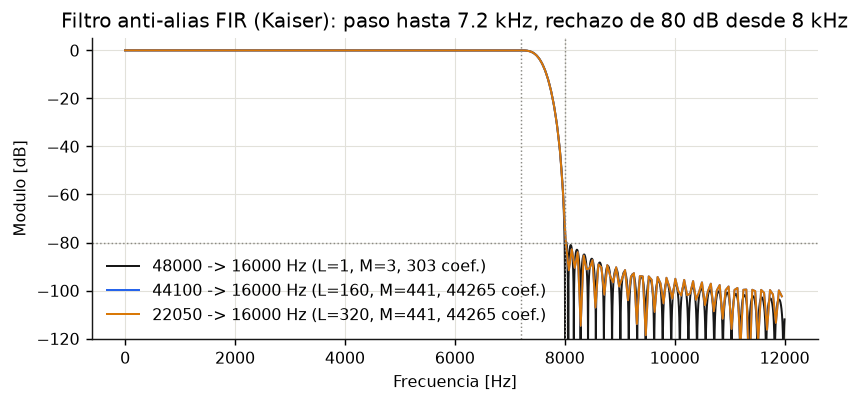 Filtro anti-alias FIR (Kaiser): paso hasta 7.2 kHz, rechazo de 80 dB desde 8 kHz
0
−20
−40
−60
−80
−100
−120
Modulo [dB]
48000 -> 16000 Hz (L=1, M=3, 303 coef.)
44100 -> 16000 Hz (L=160, M=441, 44265 coef.)
22050 -> 16000 Hz (L=320, M=441, 44265 coef.)
0 2000 4000 6000 8000 10000 12000
Frecuencia [Hz]